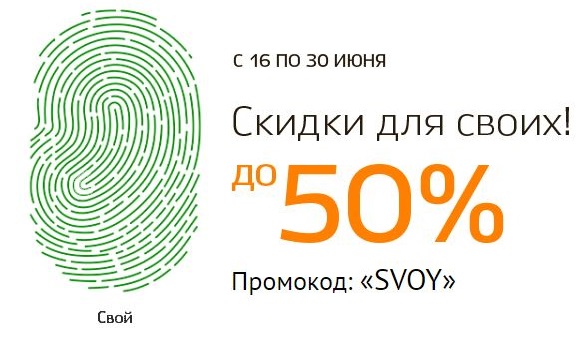 С 16 ПО 30 ИЮНЯ
Скидки для своих!
ДО 50%
Промокод: «SVOY»
Свой